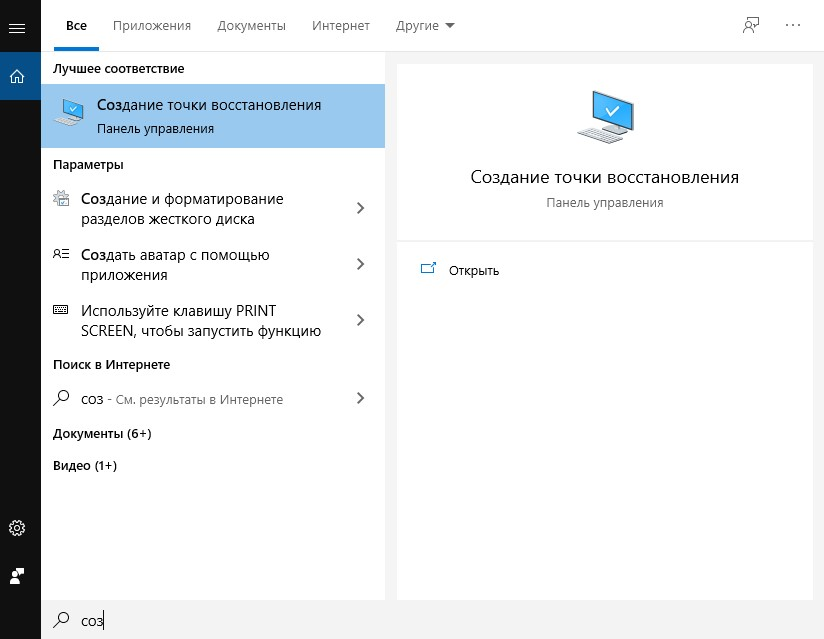 Все Приложения Документы Интернет Другие
Лучшее соответствие
Создание точки восстановления
Панель управления
Параметры
Создание и форматирование
разделов жесткого диска
Создать аватар с помощью
приложения
Используйте клавишу PRINT
SCREEN, чтобы запустить функцию
Поиск в Интернете
соз - См. результаты в Интернете
Документы (6+)
Видео (1+)
Создание точки восстановления
Панель управления
Открыть
соз